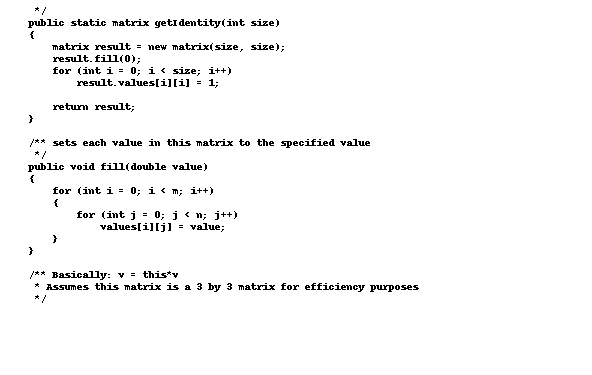 */
public static matrix getIdentity(int size)
{
    matrix result = new matrix(size, size);
    result.fill(0);
    for (int i = 0; i < size; i++)
        result.values[i][i] = 1;

    return result;
}

/** sets each value in this matrix to the specified value
 */
public void fill(double value)
{
    for (int i = 0; i < m; i++)
    {
        for (int j = 0; j < n; j++)
            values[i][j] = value;
    }
}

/** Basically: v = this*v
 * Assumes this matrix is a 3 by 3 matrix for efficiency purposes
 */